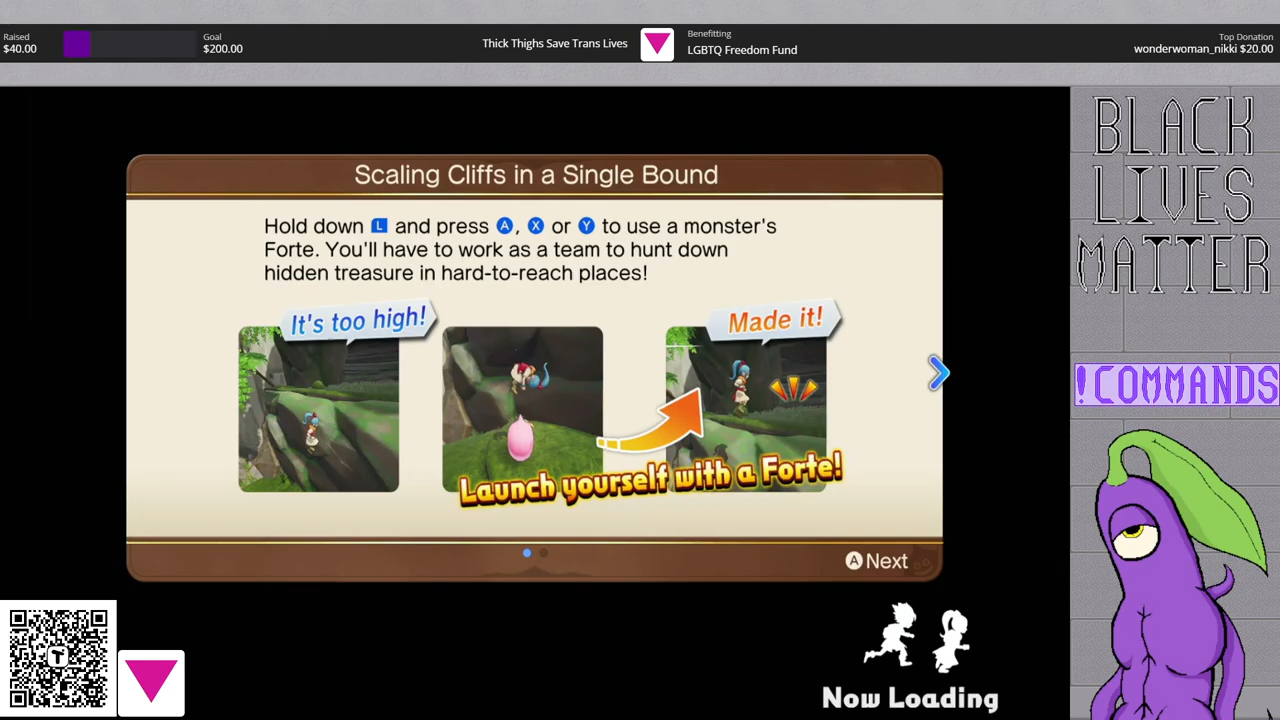 Raised
$40.00
Goal
$200.00
Thick Thighs Save Trans Lives
Benefitting
LGBTQ Freedom Fund
Top Donation
wonderwoman_nikki $20.00
BLACK
LIVES
MATTER
!COMMANDS
Scaling Cliffs in a Single Bound
Hold down L and press A, X or Y to use a monster's
Forte. You'll have to work as a team to hunt down
hidden treasure in hard-to-reach places!
It's too high!
Made it!
Launch yourself with a Forte!
A Next
T
Now Loading